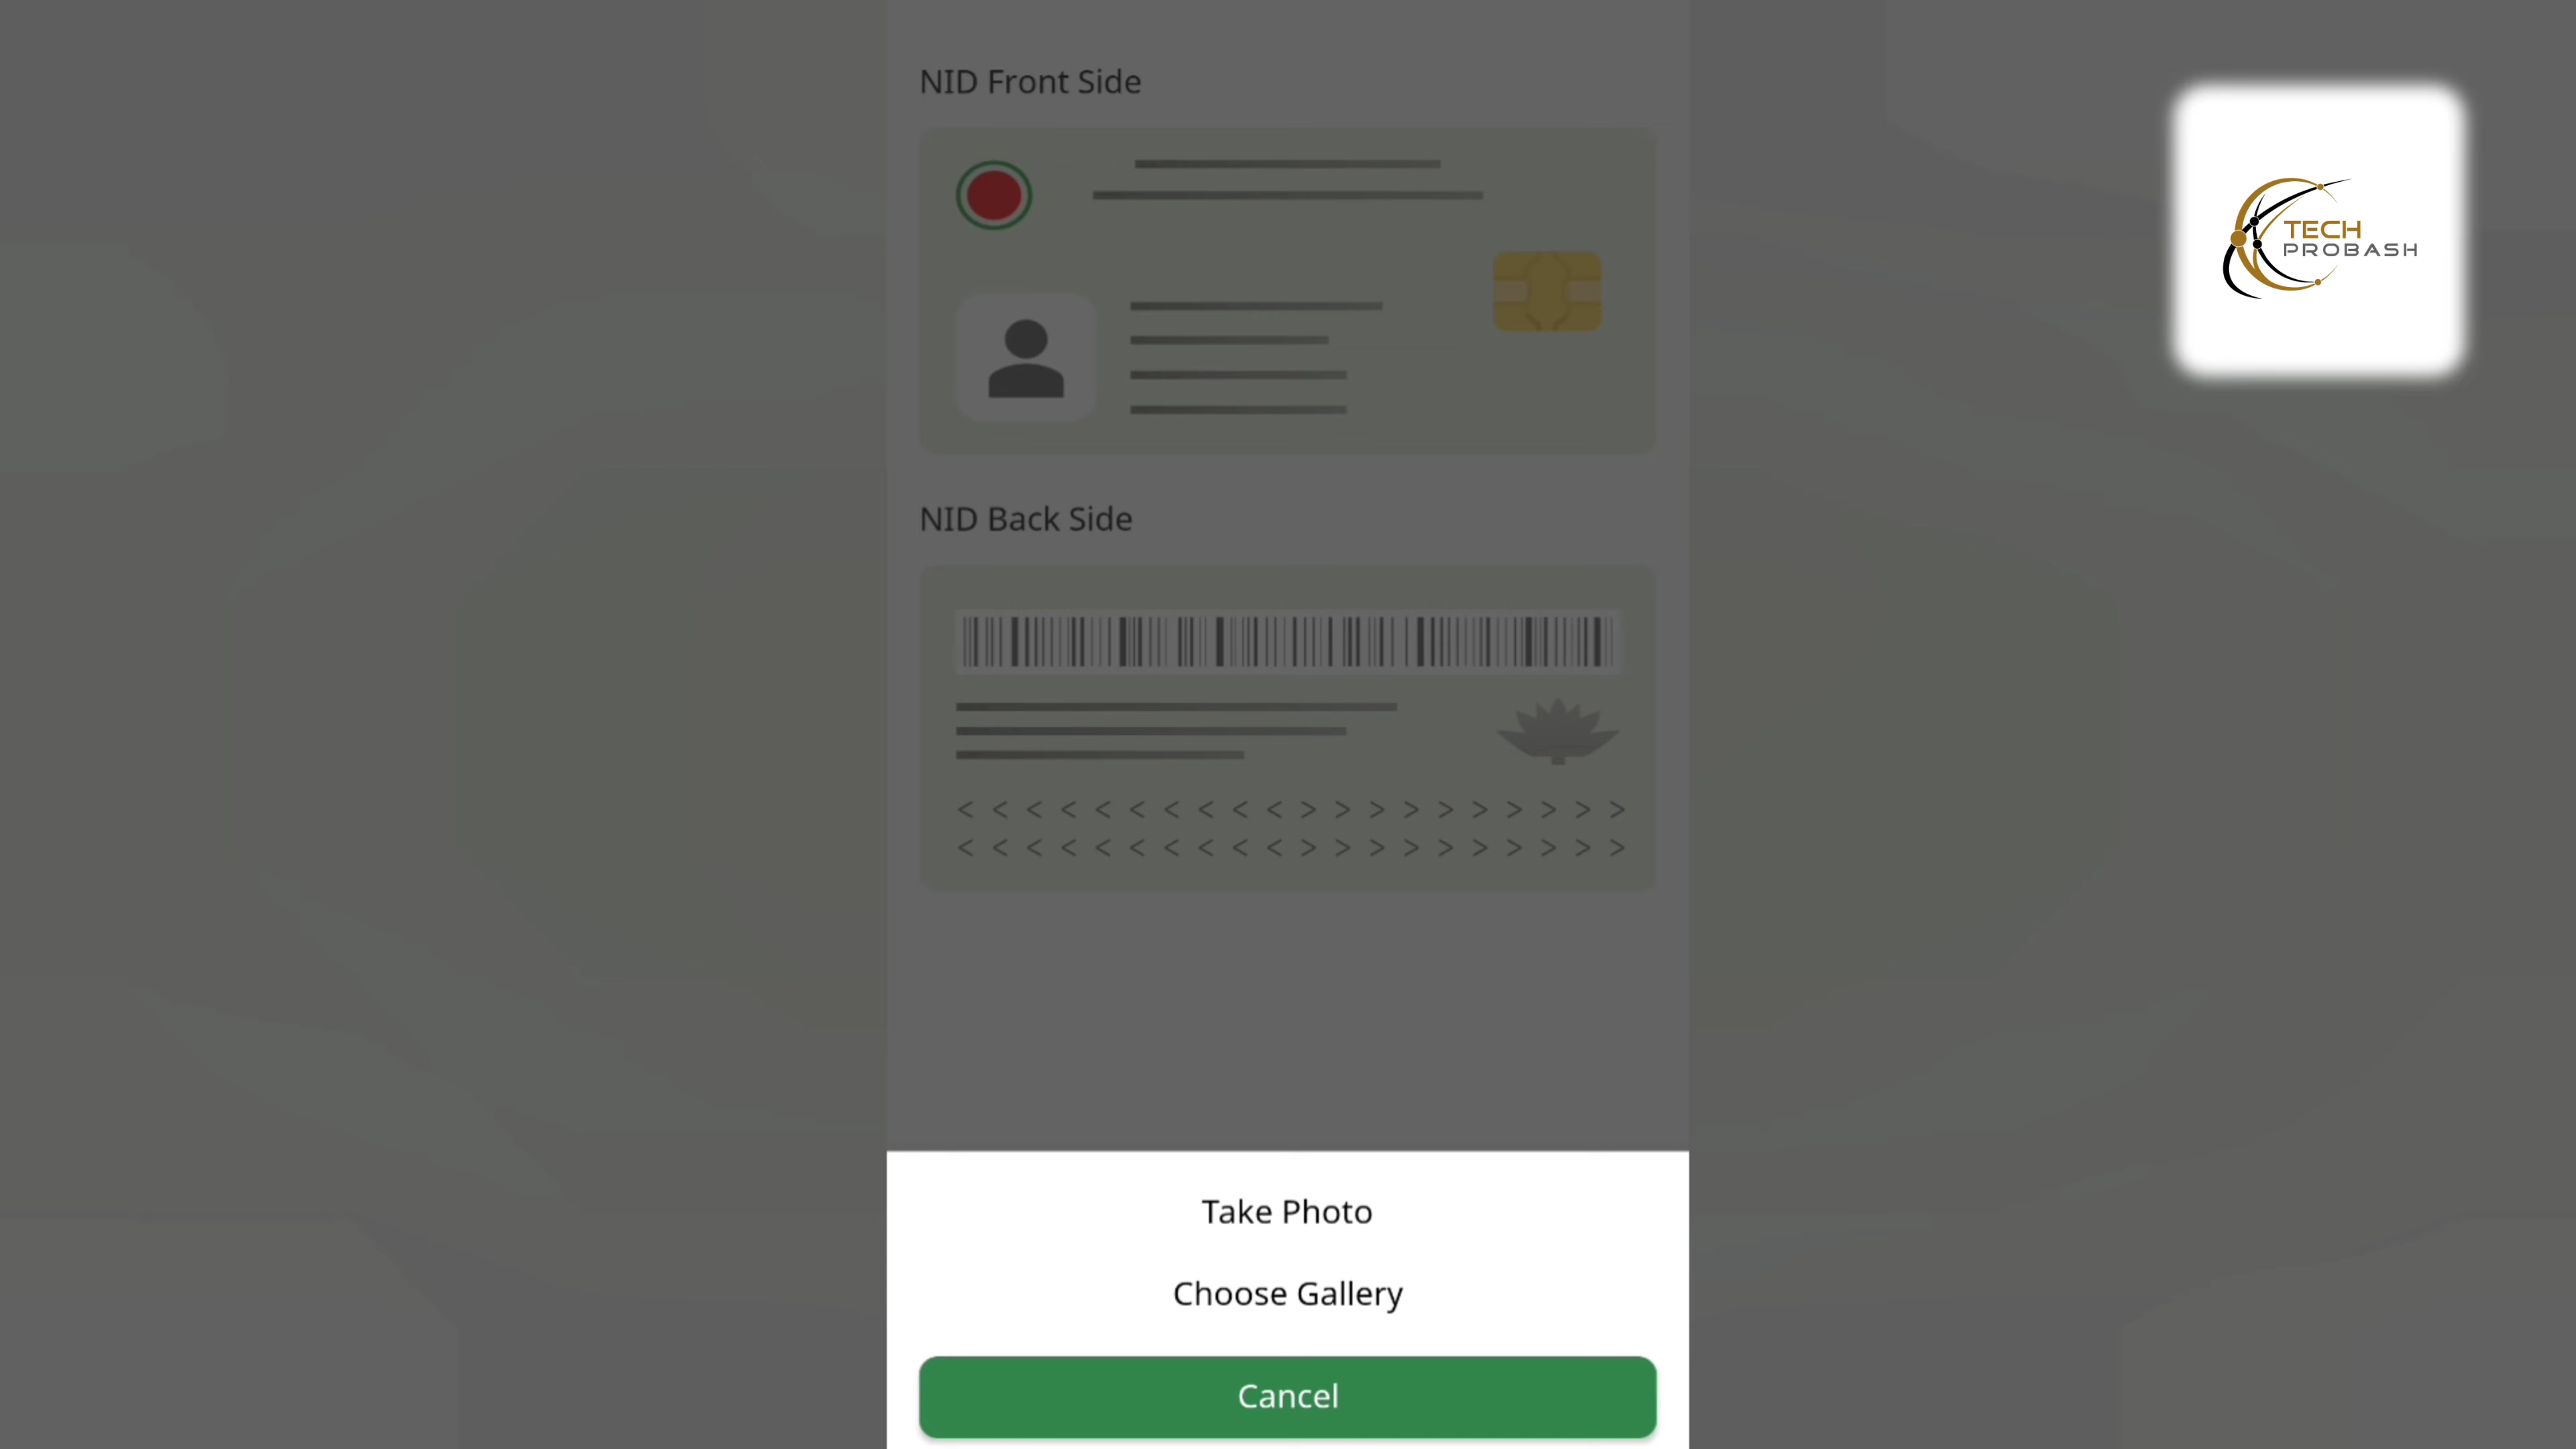 NID Front Side
TECH
PROBASH
NID Back Side
< < < < < < < < < < > > > > > > > > > >
< < < < < < < < < < > > > > > > > > > >
Take Photo
Choose Gallery
Cancel